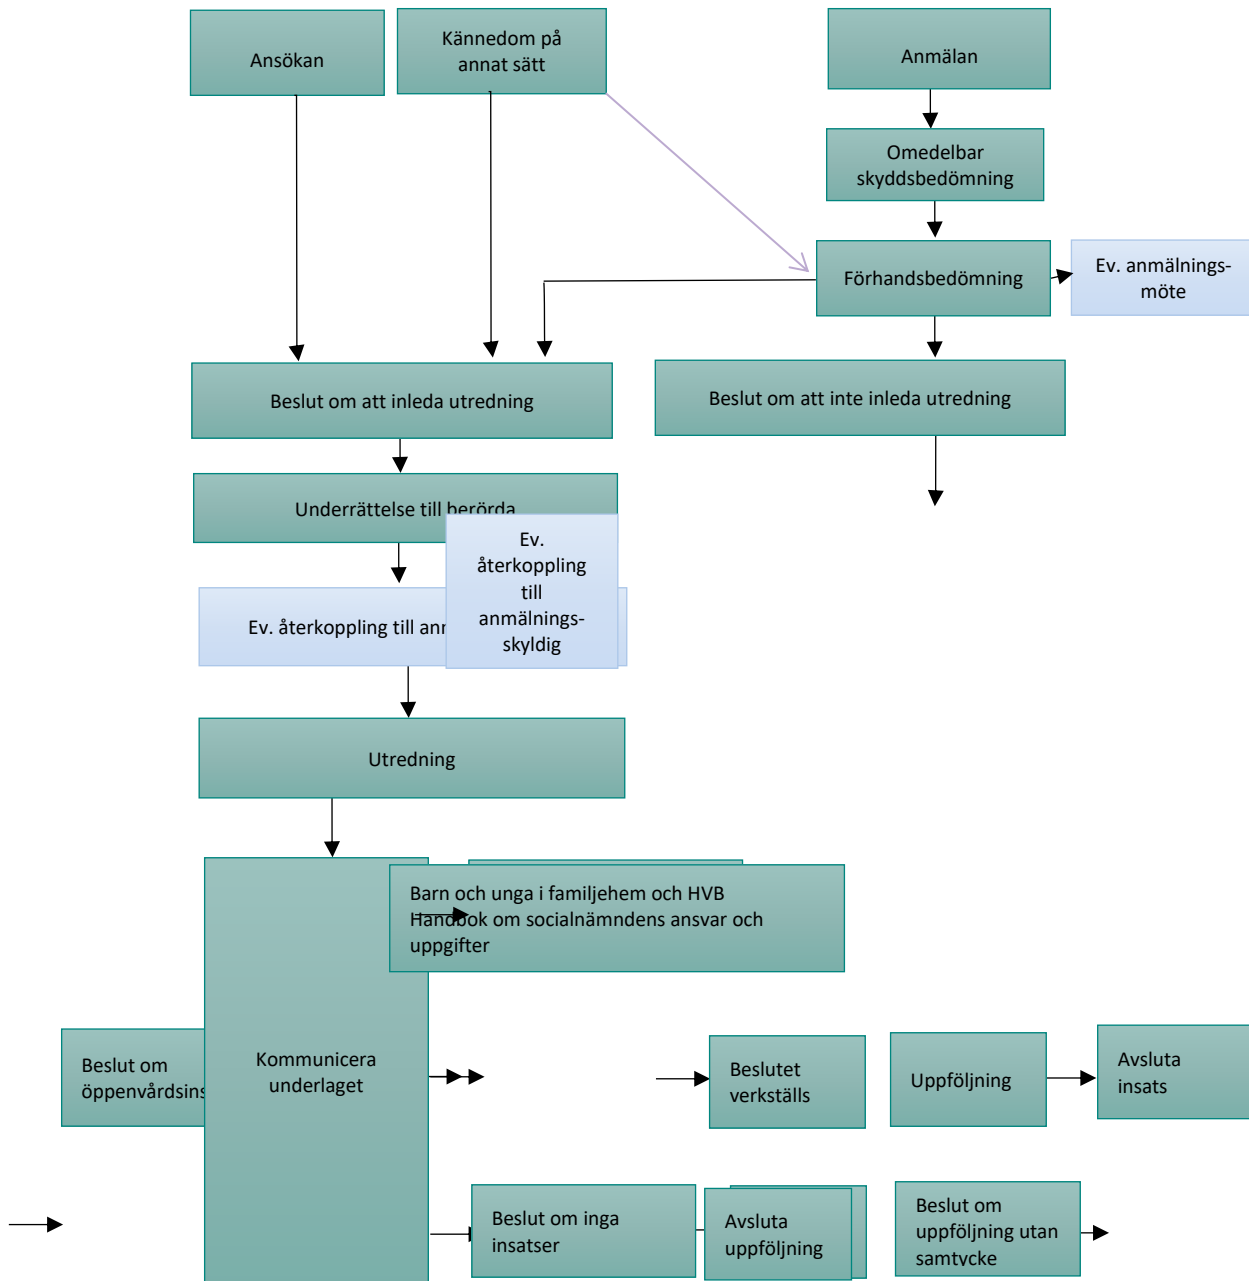 Ansökan
Kännedom på
annat sätt
Anmälan
Omedelbar
skyddsbedömning
Förhandsbedömning
Ev. anmälnings-
möte
Beslut om att inleda utredning
Beslut om att inte inleda utredning
Underrättelse till berörda
Ev.
återkoppling
till
anmälnings-
skyldig
Ev. återkoppling till
Utredning
Barn och unga i familjehem och HVB
Handbok om socialnämndens ansvar och
uppgifter
Beslut om
Kommunicera
underlaget
Beslutet
verkställs
Uppföljning
Avsluta
insats
Beslut om inga
insatser
Avsluta
uppföljning
Beslut om
uppföljning utan
samtycke